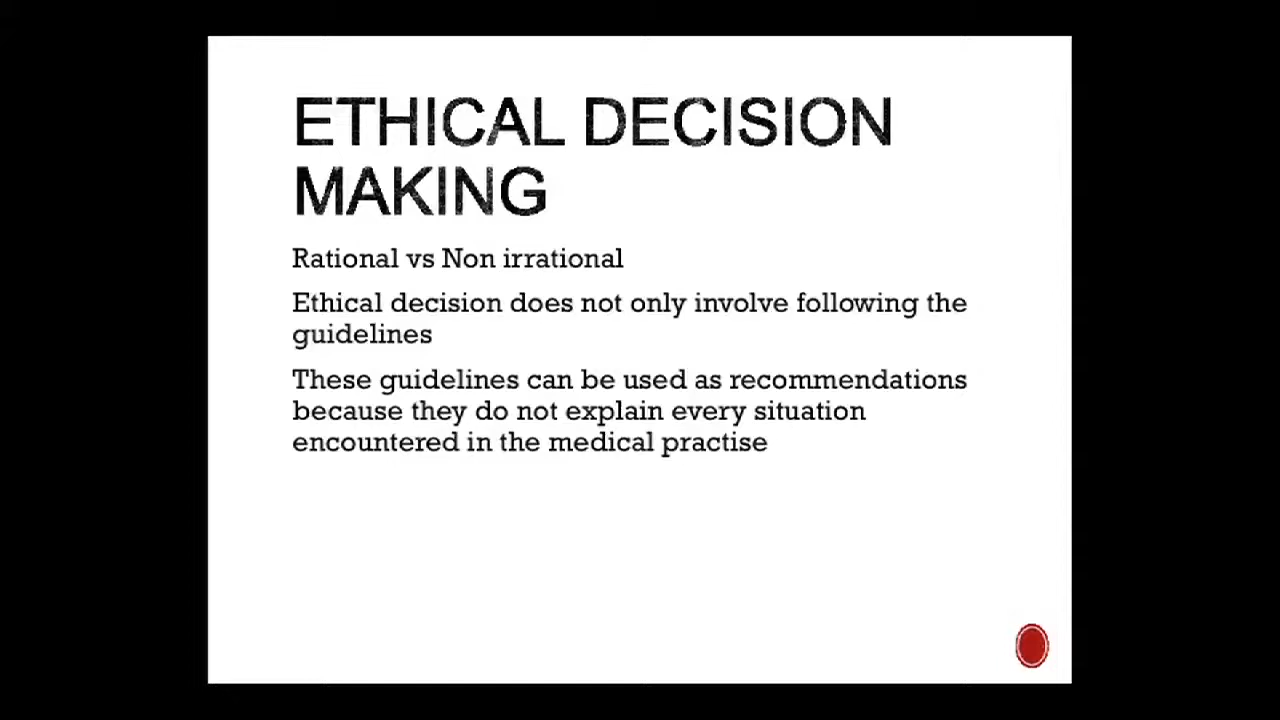 ETHICAL DECISION
MAKING
Rational vs Non irrational
Ethical decision does not only involve following the
guidelines
These guidelines can be used as recommendations
because they do not explain every situation
encountered in the medical practise